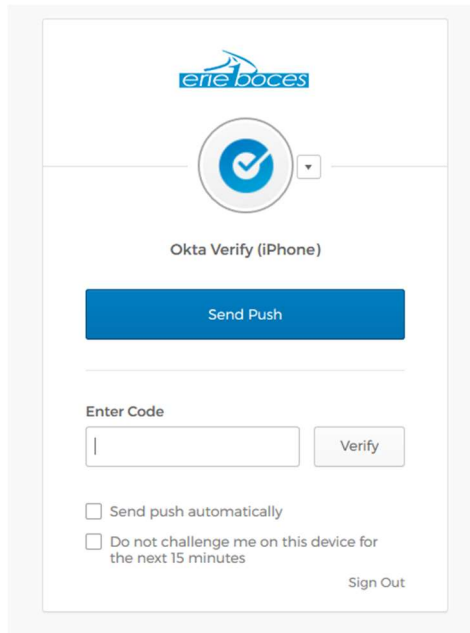 erie 1 boces
Okta Verify (iPhone)
Send Push
Enter Code
Verify
Send push automatically
Do not challenge me on this device for
the next 15 minutes
Sign Out